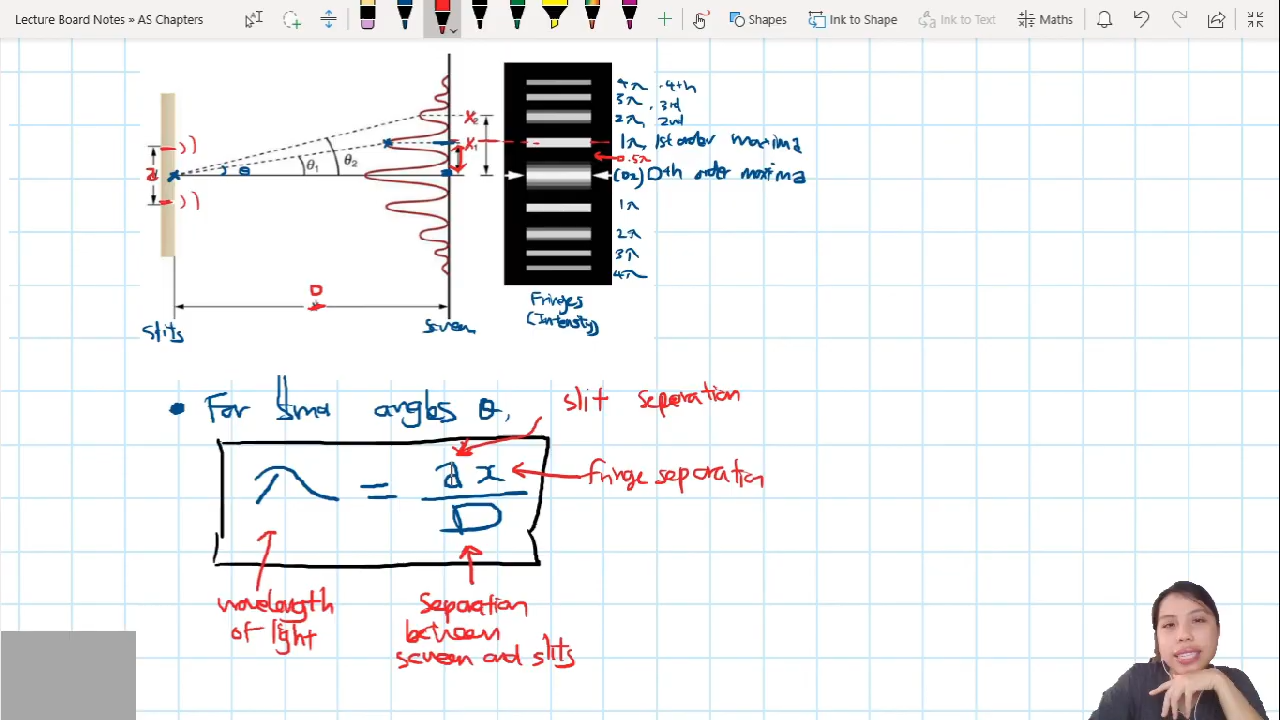 Lecture Board Notes » AS Chapters
Shapes
Ink to Shape
Ink to Text
Maths
4λ, 4th
3λ, 3rd
2λ, 2nd
1λ, 1st order maxima
0.5λ
(0λ) 0th order maxima
1λ
2λ
3λ
4λ
X₂
X₁
θ₂
θ₁
θ
a
D
Slits
Screen
Fringes
(Intensity)
• For small angles θ,
slit separation
λ = ax / D
fringe separation
wavelength
of light
Separation
between
screen and slits